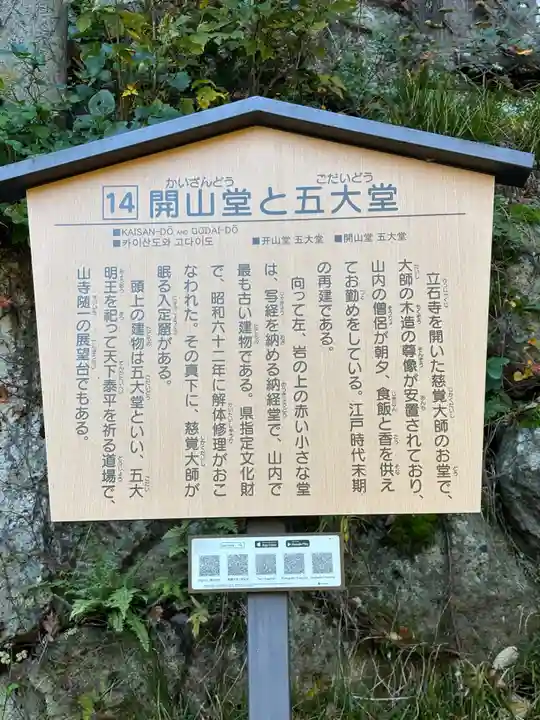 かいさんどう ごだいどう
14 開山堂と五大堂
■KAISAN-DŌ AND GODAI-DŌ
■카이산도와 고다이도 ■开山堂 五大堂 ■開山堂 五大堂
立石寺を開いた慈覚大師のお堂で、
大師の木造の尊像が安置されており、
山内の僧侶が朝夕、食飯と香を供え
てお勤めをしている。江戸時代末期
の再建である。
向って左、岩の上の赤い小さな堂
は、写経を納める納経堂で、山内で
最も古い建物である。県指定文化財
で、昭和六十二年に解体修理がおこ
なわれた。その真下に、慈覚大師が
眠る入定窟がある。
頭上の建物は五大堂といい、五大
明王を祀って天下泰平を祈る道場で、
山寺随一の展望台でもある。